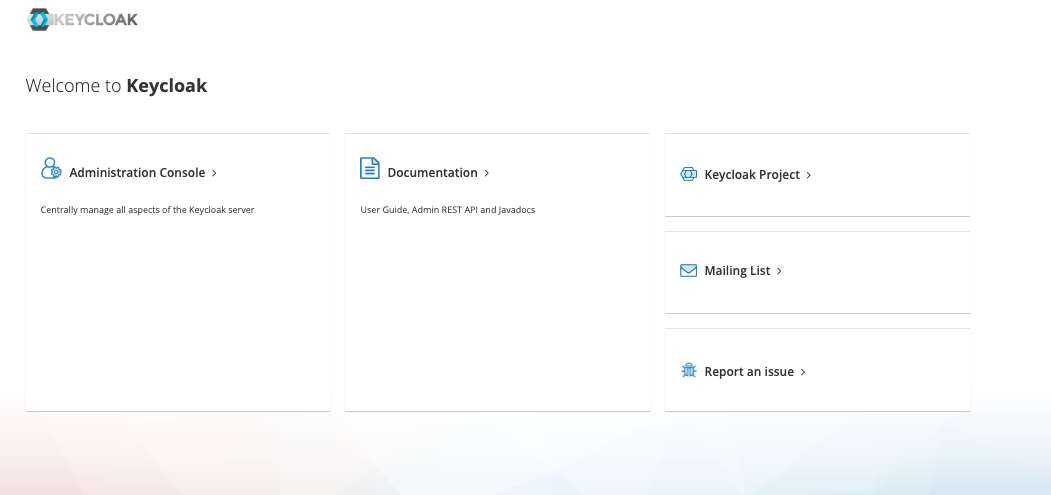 KEYCLOAK
Welcome to Keycloak
Administration Console
Centrally manage all aspects of the Keycloak server
Documentation
User Guide, Admin REST API and Javadocs
Keycloak Project
Mailing List
Report an issue